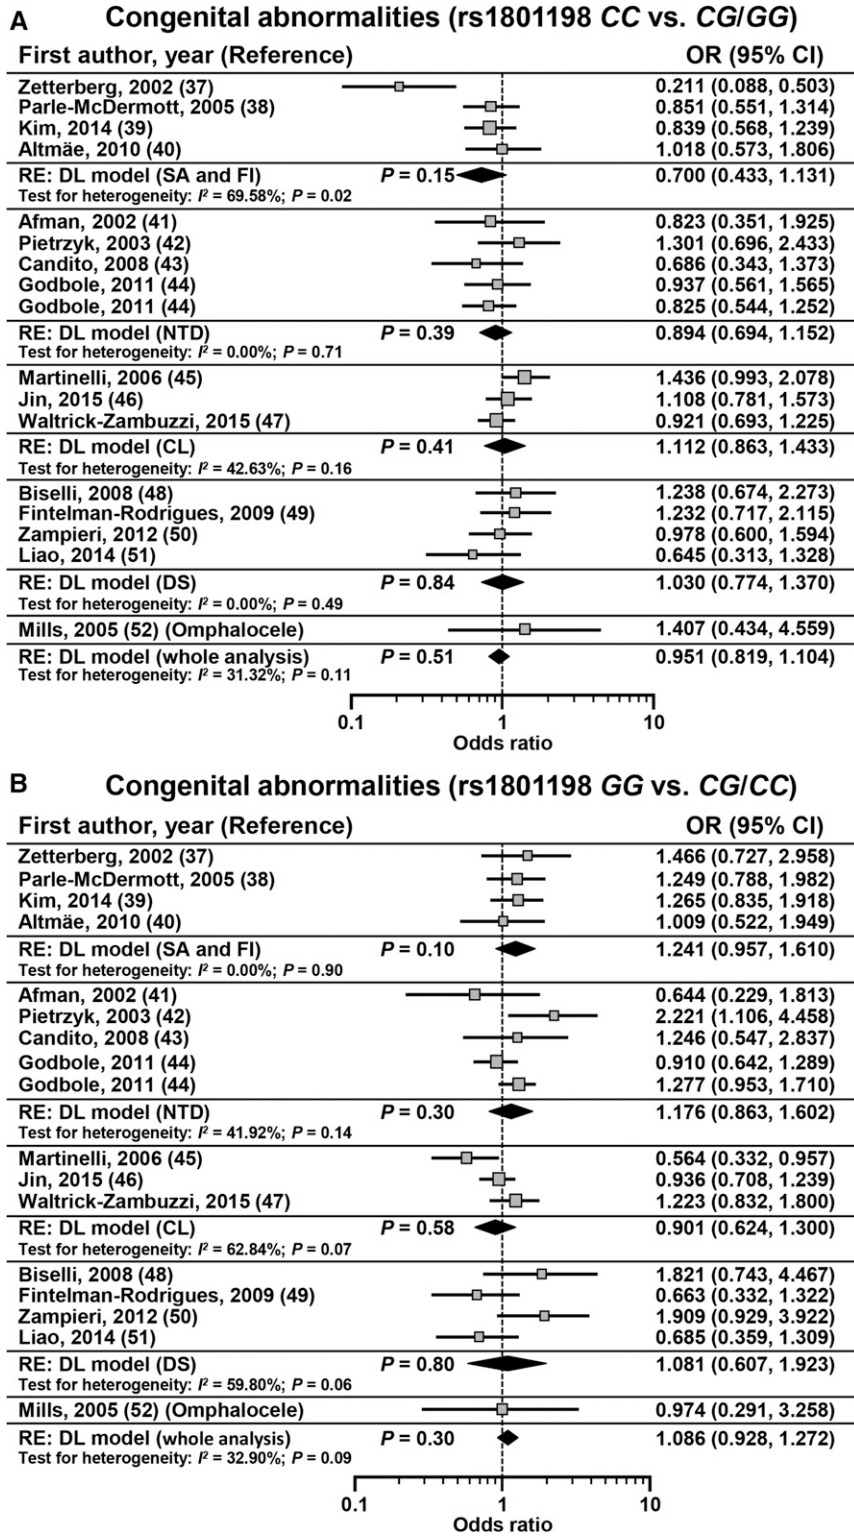 A Congenital abnormalities (rs1801198 CC vs. CG/GG)
First author, year (Reference) OR (95% CI)
Zetterberg, 2002 (37) 0.211 (0.088, 0.503)
Parle-McDermott, 2005 (38) 0.851 (0.551, 1.314)
Kim, 2014 (39) 0.839 (0.568, 1.239)
Altmäe, 2010 (40) 1.018 (0.573, 1.806)
RE: DL model (SA and FI) P = 0.15 0.700 (0.433, 1.131)
Test for heterogeneity: I² = 69.58%; P = 0.02
Afman, 2002 (41) 0.823 (0.351, 1.925)
Pietrzyk, 2003 (42) 1.301 (0.696, 2.433)
Candito, 2008 (43) 0.686 (0.343, 1.373)
Godbole, 2011 (44) 0.937 (0.561, 1.565)
Godbole, 2011 (44) 0.825 (0.544, 1.252)
RE: DL model (NTD) P = 0.39 0.894 (0.694, 1.152)
Test for heterogeneity: I² = 0.00%; P = 0.71
Martinelli, 2006 (45) 1.436 (0.993, 2.078)
Jin, 2015 (46) 1.108 (0.781, 1.573)
Waltrick-Zambuzzi, 2015 (47) 0.921 (0.693, 1.225)
RE: DL model (CL) P = 0.41 1.112 (0.863, 1.433)
Test for heterogeneity: I² = 42.63%; P = 0.16
Biselli, 2008 (48) 1.238 (0.674, 2.273)
Fintelman-Rodrigues, 2009 (49) 1.232 (0.717, 2.115)
Zampieri, 2012 (50) 0.978 (0.600, 1.594)
Liao, 2014 (51) 0.645 (0.313, 1.328)
RE: DL model (DS) P = 0.84 1.030 (0.774, 1.370)
Test for heterogeneity: I² = 0.00%; P = 0.49
Mills, 2005 (52) (Omphalocele) 1.407 (0.434, 4.559)
RE: DL model (whole analysis) P = 0.51 0.951 (0.819, 1.104)
Test for heterogeneity: I² = 31.32%; P = 0.11
0.1 1 10
Odds ratio
B Congenital abnormalities (rs1801198 GG vs. CG/CC)
First author, year (Reference) OR (95% CI)
Zetterberg, 2002 (37) 1.466 (0.727, 2.958)
Parle-McDermott, 2005 (38) 1.249 (0.788, 1.982)
Kim, 2014 (39) 1.265 (0.835, 1.918)
Altmäe, 2010 (40) 1.009 (0.522, 1.949)
RE: DL model (SA and FI) P = 0.10 1.241 (0.957, 1.610)
Test for heterogeneity: I² = 0.00%; P = 0.90
Afman, 2002 (41) 0.644 (0.229, 1.813)
Pietrzyk, 2003 (42) 2.221 (1.106, 4.458)
Candito, 2008 (43) 1.246 (0.547, 2.837)
Godbole, 2011 (44) 0.910 (0.642, 1.289)
Godbole, 2011 (44) 1.277 (0.953, 1.710)
RE: DL model (NTD) P = 0.30 1.176 (0.863, 1.602)
Test for heterogeneity: I² = 41.92%; P = 0.14
Martinelli, 2006 (45) 0.564 (0.332, 0.957)
Jin, 2015 (46) 0.936 (0.708, 1.239)
Waltrick-Zambuzzi, 2015 (47) 1.223 (0.832, 1.800)
RE: DL model (CL) P = 0.58 0.901 (0.624, 1.300)
Test for heterogeneity: I² = 62.84%; P = 0.07
Biselli, 2008 (48) 1.821 (0.743, 4.467)
Fintelman-Rodrigues, 2009 (49) 0.663 (0.332, 1.322)
Zampieri, 2012 (50) 1.909 (0.929, 3.922)
Liao, 2014 (51) 0.685 (0.359, 1.309)
RE: DL model (DS) P = 0.80 1.081 (0.607, 1.923)
Test for heterogeneity: I² = 59.80%; P = 0.06
Mills, 2005 (52) (Omphalocele) 0.974 (0.291, 3.258)
RE: DL model (whole analysis) P = 0.30 1.086 (0.928, 1.272)
Test for heterogeneity: I² = 32.90%; P = 0.09
0.1 1 10
Odds ratio